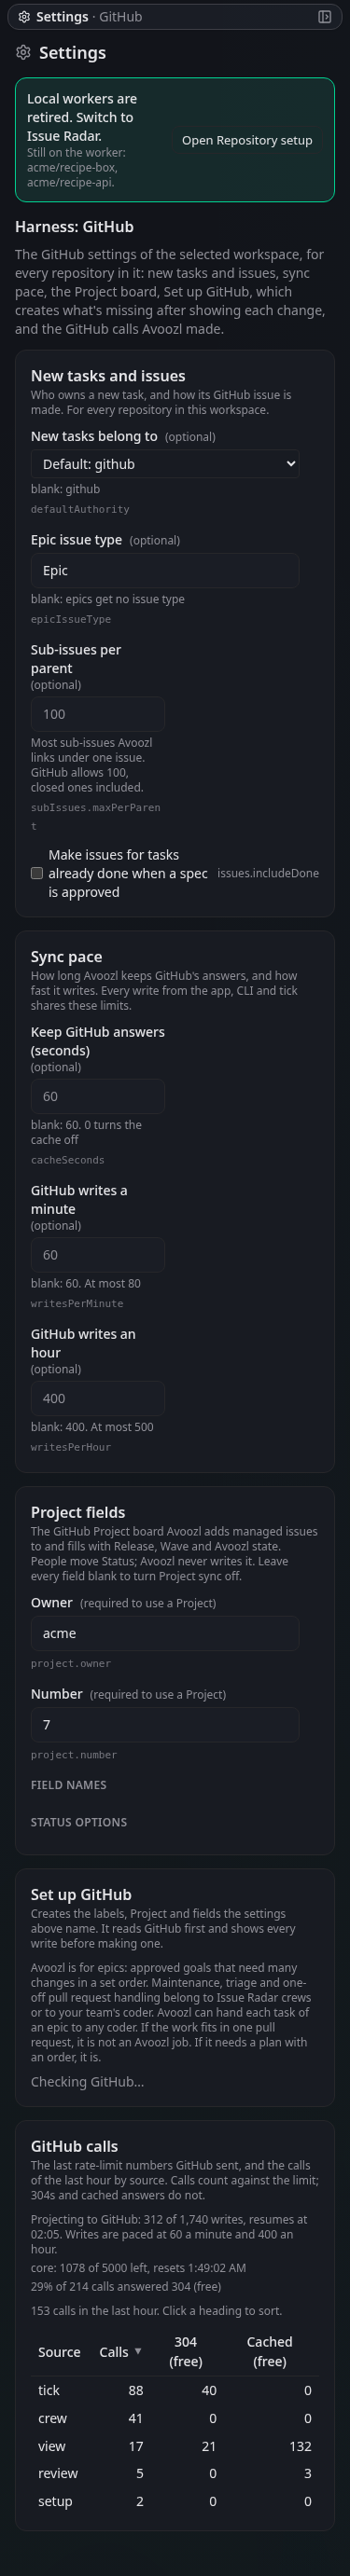 Settings · GitHub
Settings
Local workers are
retired. Switch to
Issue Radar.
Still on the worker:
acme/recipe-box,
acme/recipe-api.
Open Repository setup
Harness: GitHub
The GitHub settings of the selected workspace, for
every repository in it: new tasks and issues, sync
pace, the Project board, Set up GitHub, which
creates what's missing after showing each change,
and the GitHub calls Avoozl made.
New tasks and issues
Who owns a new task, and how its GitHub issue is
made. For every repository in this workspace.
New tasks belong to (optional)
Default: github
blank: github
defaultAuthority
Epic issue type (optional)
Epic
blank: epics get no issue type
epicIssueType
Sub-issues per
parent
(optional)
100
Most sub-issues Avoozl
links under one issue.
GitHub allows 100,
closed ones included.
subIssues.maxPerParen
t
Make issues for tasks
already done when a spec
is approved
issues.includeDone
Sync pace
How long Avoozl keeps GitHub's answers, and how
fast it writes. Every write from the app, CLI and tick
shares these limits.
Keep GitHub answers
(seconds)
(optional)
60
blank: 60. 0 turns the
cache off
cacheSeconds
GitHub writes a
minute
(optional)
60
blank: 60. At most 80
writesPerMinute
GitHub writes an
hour
(optional)
400
blank: 400. At most 500
writesPerHour
Project fields
The GitHub Project board Avoozl adds managed issues
to and fills with Release, Wave and Avoozl state.
People move Status; Avoozl never writes it. Leave
every field blank to turn Project sync off.
Owner (required to use a Project)
acme
project.owner
Number (required to use a Project)
7
project.number
FIELD NAMES
STATUS OPTIONS
Set up GitHub
Creates the labels, Project and fields the settings
above name. It reads GitHub first and shows every
write before making one.
Avoozl is for epics: approved goals that need many
changes in a set order. Maintenance, triage and one-
off pull request handling belong to Issue Radar crews
or to your team's coder. Avoozl can hand each task of
an epic to any coder. If the work fits in one pull
request, it is not an Avoozl job. If it needs a plan with
an order, it is.
Checking GitHub...
GitHub calls
The last rate-limit numbers GitHub sent, and the calls
of the last hour by source. Calls count against the limit;
304s and cached answers do not.
Projecting to GitHub: 312 of 1,740 writes, resumes at
02:05. Writes are paced at 60 a minute and 400 an
hour.
core: 1078 of 5000 left, resets 1:49:02 AM
29% of 214 calls answered 304 (free)
153 calls in the last hour. Click a heading to sort.
Source Calls ▼ 304 (free) Cached (free)
tick 88 40 0
crew 41 0 0
view 17 21 132
review 5 0 3
setup 2 0 0